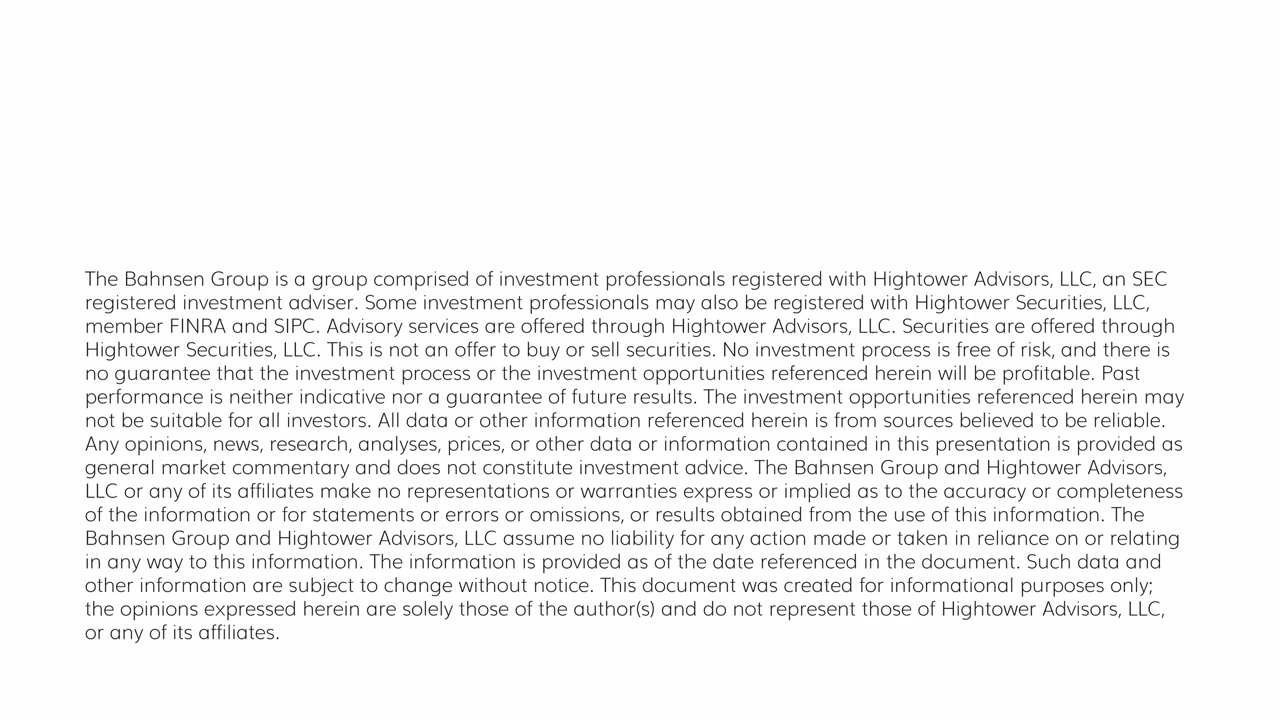 The Bahnsen Group is a group comprised of investment professionals registered with Hightower Advisors, LLC, an SEC
registered investment adviser. Some investment professionals may also be registered with Hightower Securities, LLC,
member FINRA and SIPC. Advisory services are offered through Hightower Advisors, LLC. Securities are offered through
Hightower Securities, LLC. This is not an offer to buy or sell securities. No investment process is free of risk, and there is
no guarantee that the investment process or the investment opportunities referenced herein will be profitable. Past
performance is neither indicative nor a guarantee of future results. The investment opportunities referenced herein may
not be suitable for all investors. All data or other information referenced herein is from sources believed to be reliable.
Any opinions, news, research, analyses, prices, or other data or information contained in this presentation is provided as
general market commentary and does not constitute investment advice. The Bahnsen Group and Hightower Advisors,
LLC or any of its affiliates make no representations or warranties express or implied as to the accuracy or completeness
of the information or for statements or errors or omissions, or results obtained from the use of this information. The
Bahnsen Group and Hightower Advisors, LLC assume no liability for any action made or taken in reliance on or relating
in any way to this information. The information is provided as of the date referenced in the document. Such data and
other information are subject to change without notice. This document was created for informational purposes only;
the opinions expressed herein are solely those of the author(s) and do not represent those of Hightower Advisors, LLC,
or any of its affiliates.